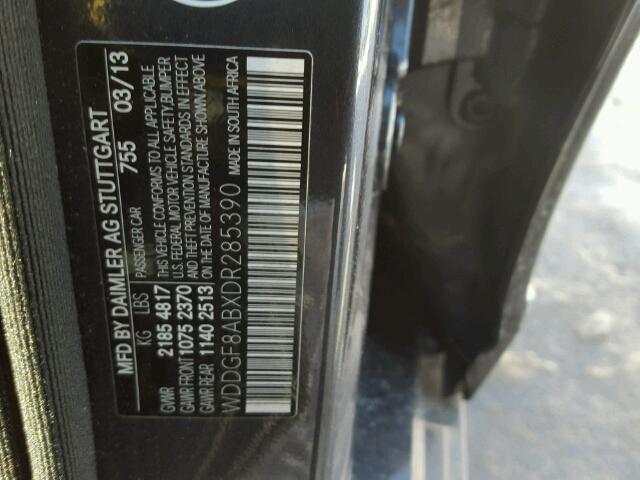 MFD BY DAIMLER AG STUTTGART
PASSENGER CAR 755 03/13
KG LBS
GVWR 2185 4817
GAWR FRONT 1075 2370
GAWR REAR 1140 2513
THIS VEHICLE CONFORMS TO ALL APPLICABLE
U.S. FEDERAL MOTOR VEHICLE SAFETY, BUMPER
AND THEFT PREVENTION STANDARDS IN EFFECT
ON THE DATE OF MANUFACTURE SHOWN ABOVE
WDDGF8ABXDR285390 MADE IN SOUTH AFRICA